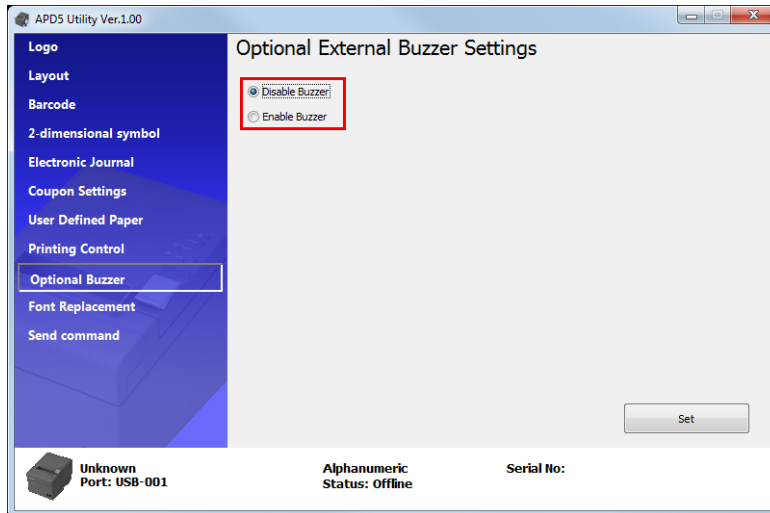 APD5 Utility Ver.1.00
Logo
Layout
Barcode
2-dimensional symbol
Electronic Journal
Coupon Settings
User Defined Paper
Printing Control
Optional Buzzer
Font Replacement
Send command
Optional External Buzzer Settings
Disable Buzzer
Enable Buzzer
Set
Unknown
Port: USB-001
Alphanumeric
Status: Offline
Serial No: